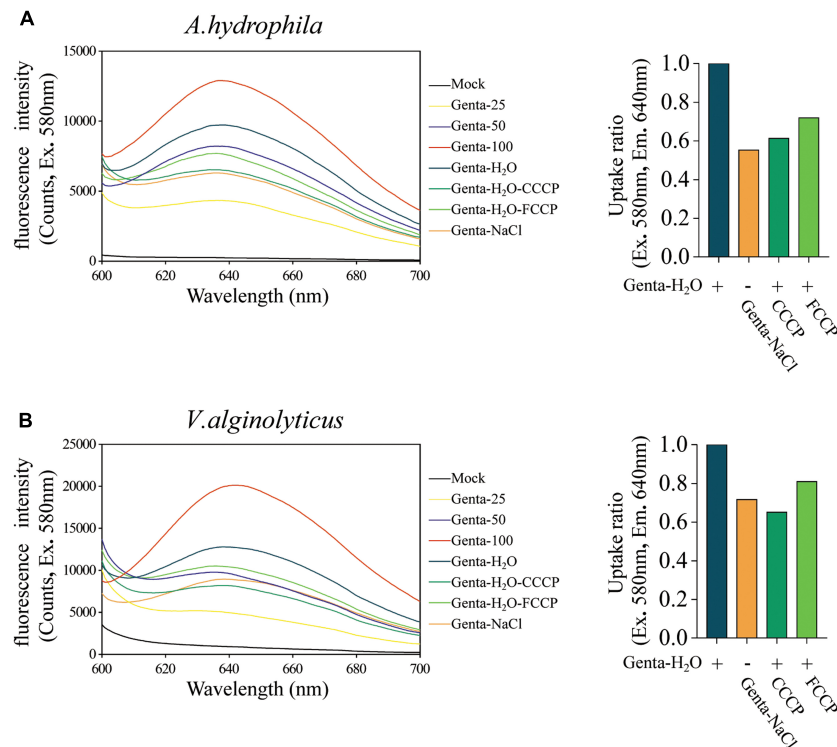 A
A.hydrophila
fluorescence intensity
((Counts, Ex. 580nm)
15000
10000
5000
0
600 620 640 660 680 700
Wavelength (nm)
Mock
Genta-25
Genta-50
Genta-100
Genta-H₂O
Genta-H₂O-CCCP
Genta-H₂O-FCCP
Genta-NaCl
Uptake ratio
(Ex. 580nm, Em. 640nm)
1.0
0.8
0.6
0.4
0.2
0.0
Genta-H₂O + - + +
Genta-NaCl
CCCP
FCCP
B
V.alginolyticus
fluorescence intensity
(Counts, Ex. 580nm)
25000
20000
15000
10000
5000
0
600 620 640 660 680 700
Wavelength (nm)
Mock
Genta-25
Genta-50
Genta-100
Genta-H₂O
Genta-H₂O-CCCP
Genta-H₂O-FCCP
Genta-NaCl
Uptake ratio
(Ex. 580nm, Em. 640nm)
1.0
0.8
0.6
0.4
0.2
0.0
Genta-H₂O + - + +
Genta-NaCl
CCCP
FCCP